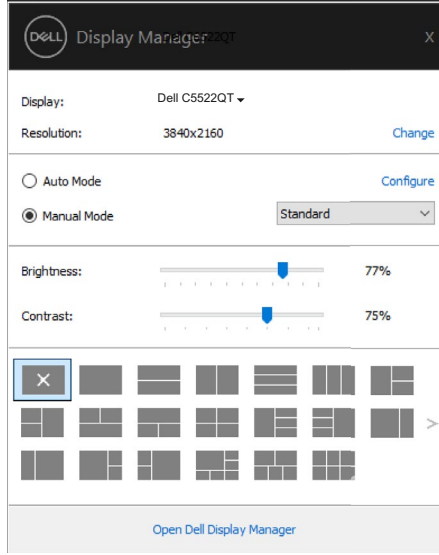 DELL Display Manager X
Display: Dell C5522QT
Resolution: 3840x2160 Change
Auto Mode Configure
Manual Mode Standard
Brightness: 77%
Contrast: 75%
Open Dell Display Manager